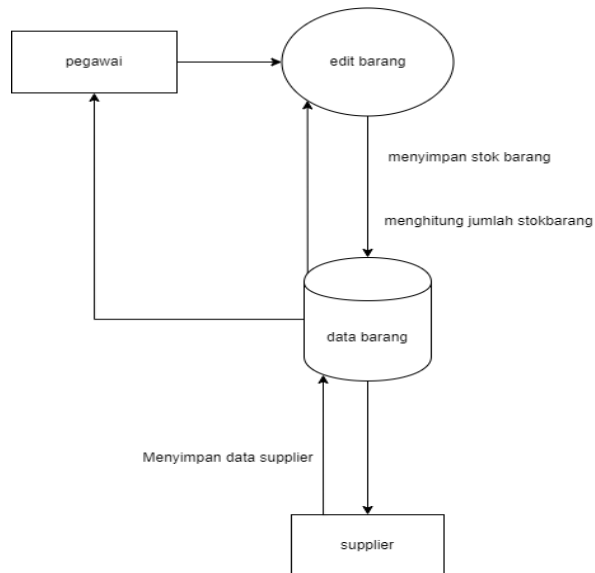 pegawai
edit barang
menyimpan stok barang
menghitung jumlah stokbarang
data barang
Menyimpan data supplier
supplier